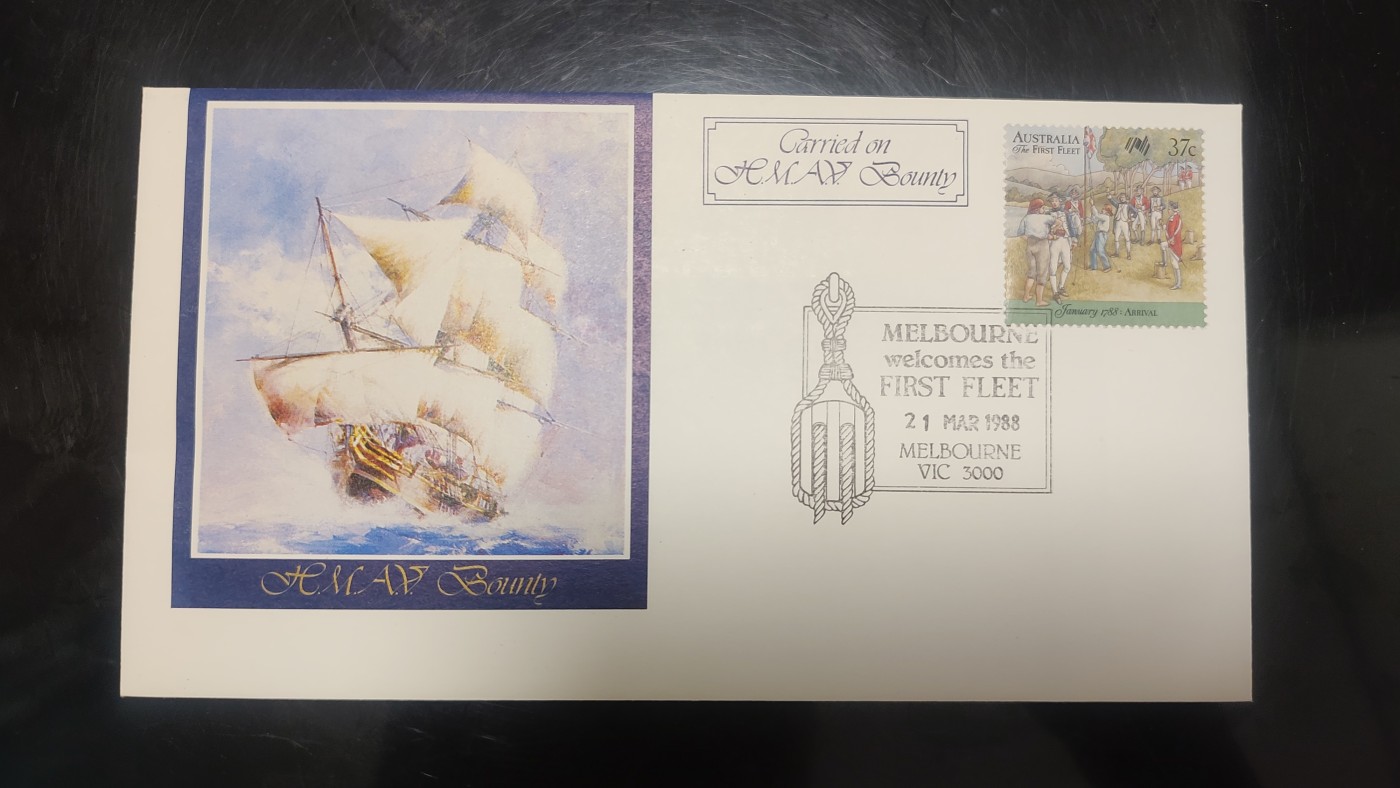 H.M.A.V. Bounty
Carried on
H.M.A.V. Bounty
AUSTRALIA
The FIRST FLEET
37c
January 1788: ARRIVAL
MELBOURNE
welcomes the
FIRST FLEET
21 MAR 1988
MELBOURNE
VIC 3000